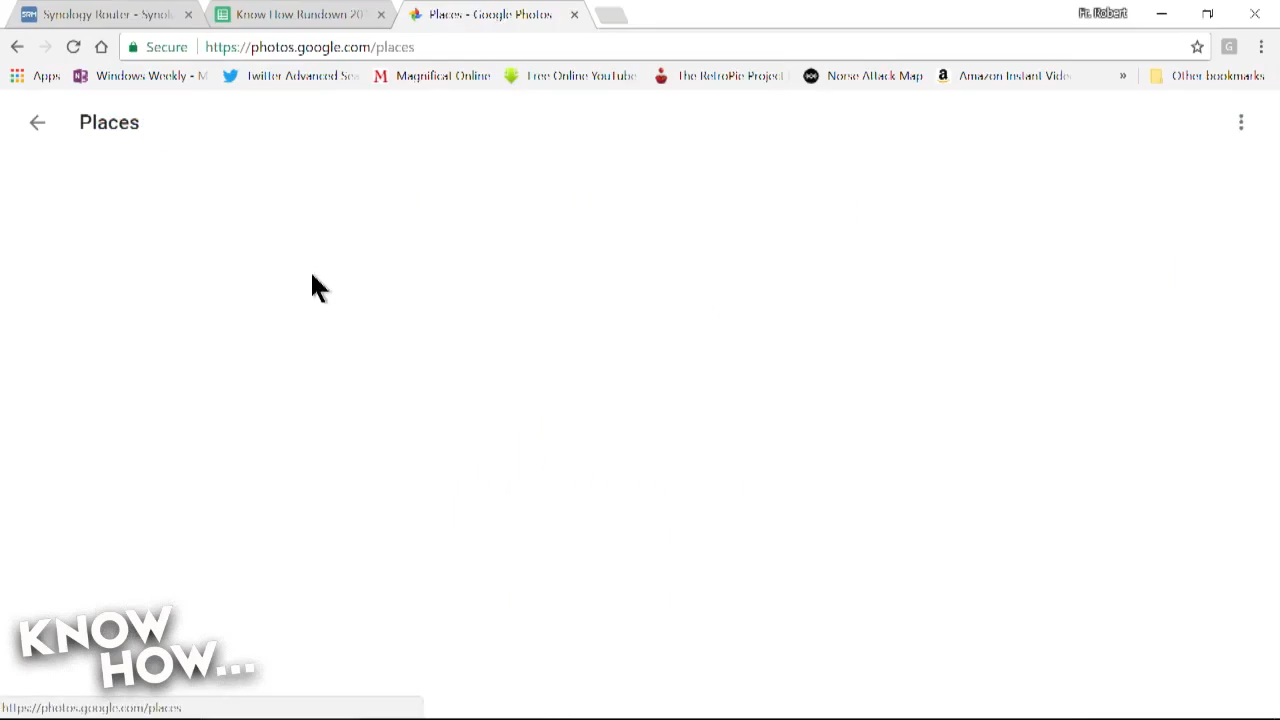 Synology Router - Synol
Know How Rundown 20
Places - Google Photos
Fr. Robert
Secure
https://photos.google.com/places
G
Apps
Windows Weekly - M
Twitter Advanced Sea
Magnificat Online
Free Online YouTube
The RetroPie Project
Norse Attack Map
Amazon Instant Vide
»
Other bookmarks
Places
KNOW
HOW...
https://photos.google.com/places